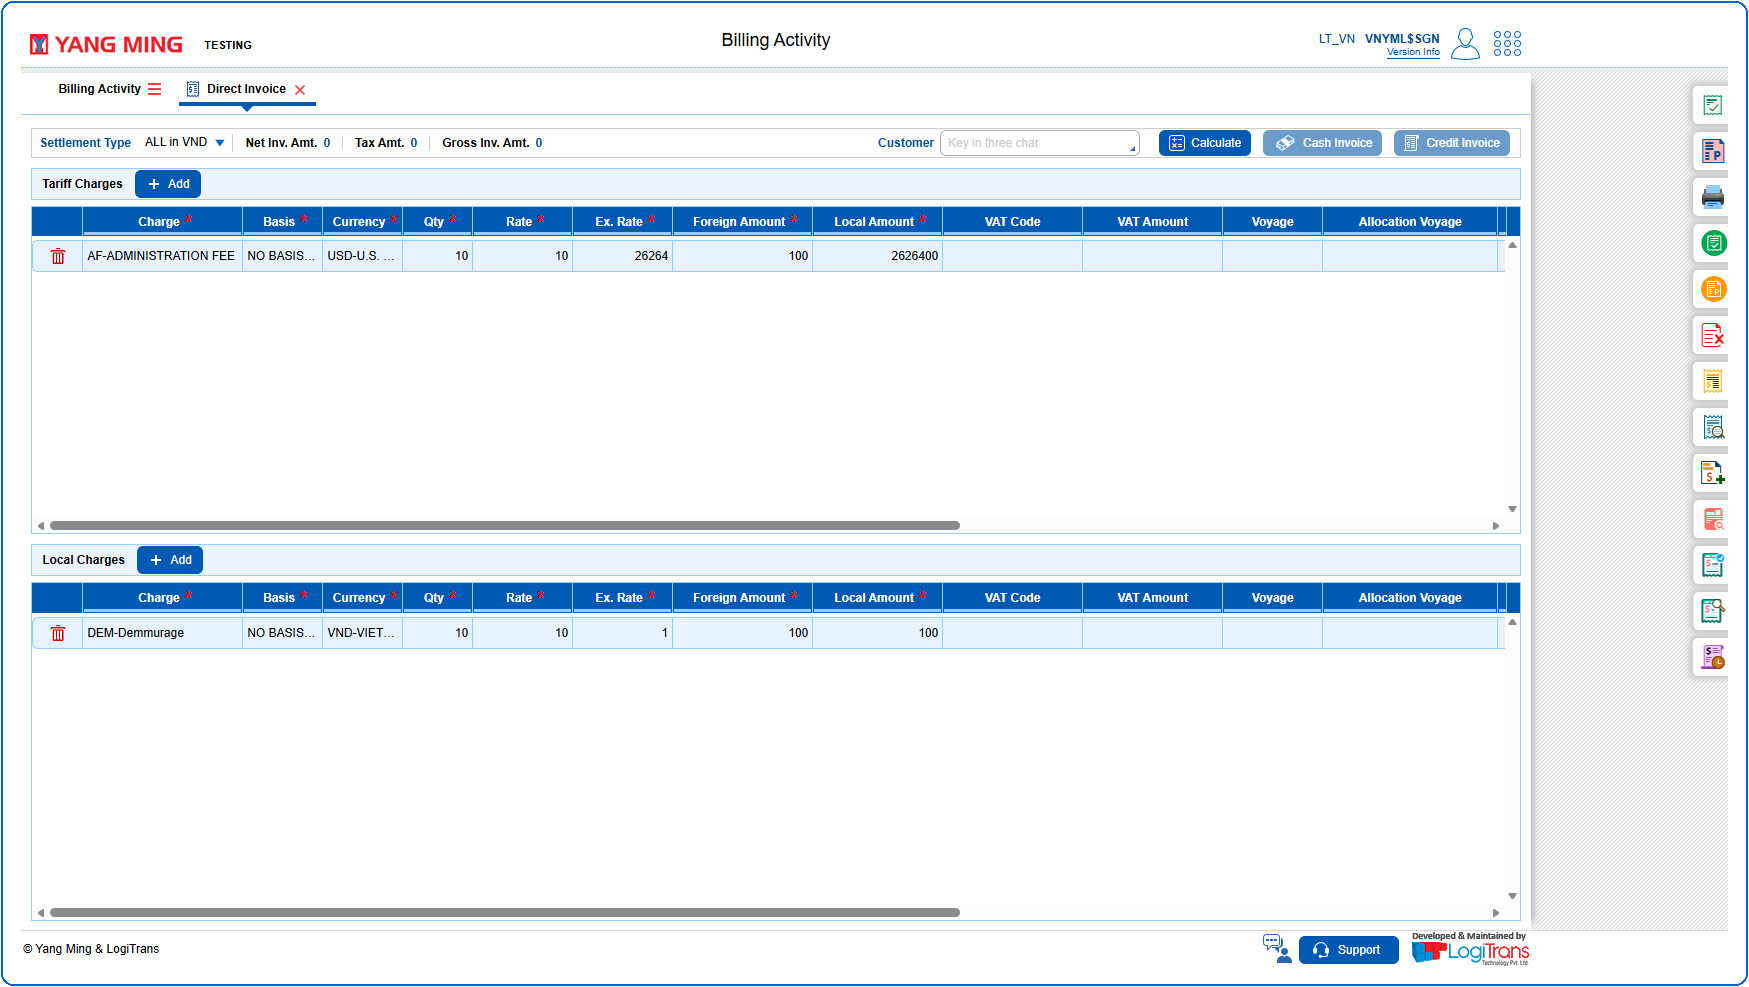 YANG MING TESTING Billing Activity LT_VN VNYML$SGN
Version Info
Billing Activity Direct Invoice
Settlement Type ALL in VND Net Inv. Amt. 0 Tax Amt. 0 Gross Inv. Amt. 0 Customer Key in three char Calculate Cash Invoice Credit Invoice
Tariff Charges + Add
Charge * Basis * Currency * Qty * Rate * Ex. Rate * Foreign Amount * Local Amount * VAT Code VAT Amount Voyage Allocation Voyage
AF-ADMINISTRATION FEE NO BASIS... USD-U.S. ... 10 10 26264 100 2626400
Local Charges + Add
Charge * Basis * Currency * Qty * Rate * Ex. Rate * Foreign Amount * Local Amount * VAT Code VAT Amount Voyage Allocation Voyage
DEM-Demmurage NO BASIS... VND-VIET... 10 10 1 100 100
© Yang Ming & LogiTrans Support Developed & Maintained by
LogiTrans
Technology Pvt. Ltd.